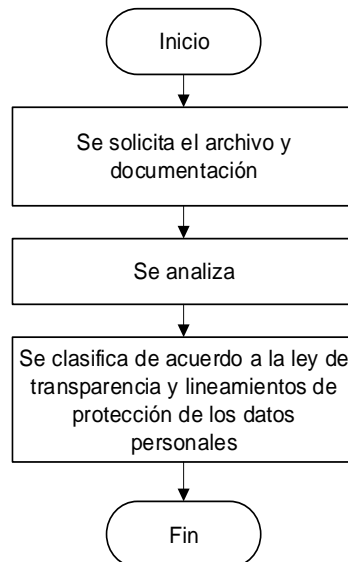 Inicio
Se solicita el archivo y
documentación
Se analiza
Se clasifica de acuerdo a la ley de
transparencia y lineamientos de
protección de los datos
personales
Fin